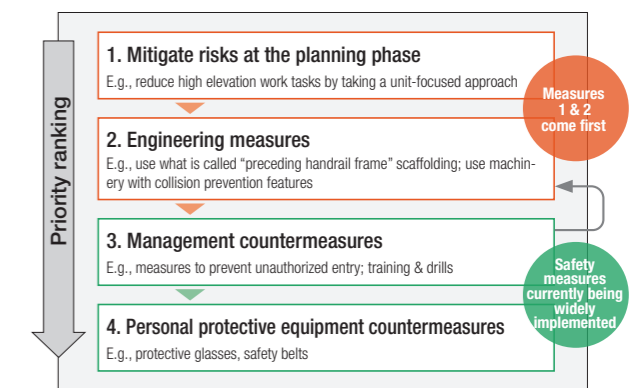 Priority ranking
1. Mitigate risks at the planning phase
E.g., reduce high elevation work tasks by taking a unit-focused approach
Measures
1 & 2
come first
2. Engineering measures
E.g., use what is called “preceding handrail frame” scaffolding; use machin-
ery with collision prevention features
3. Management countermeasures
E.g., measures to prevent unauthorized entry; training & drills
Safety
measures
currently being
widely
implemented
4. Personal protective equipment countermeasures
E.g., protective glasses, safety belts